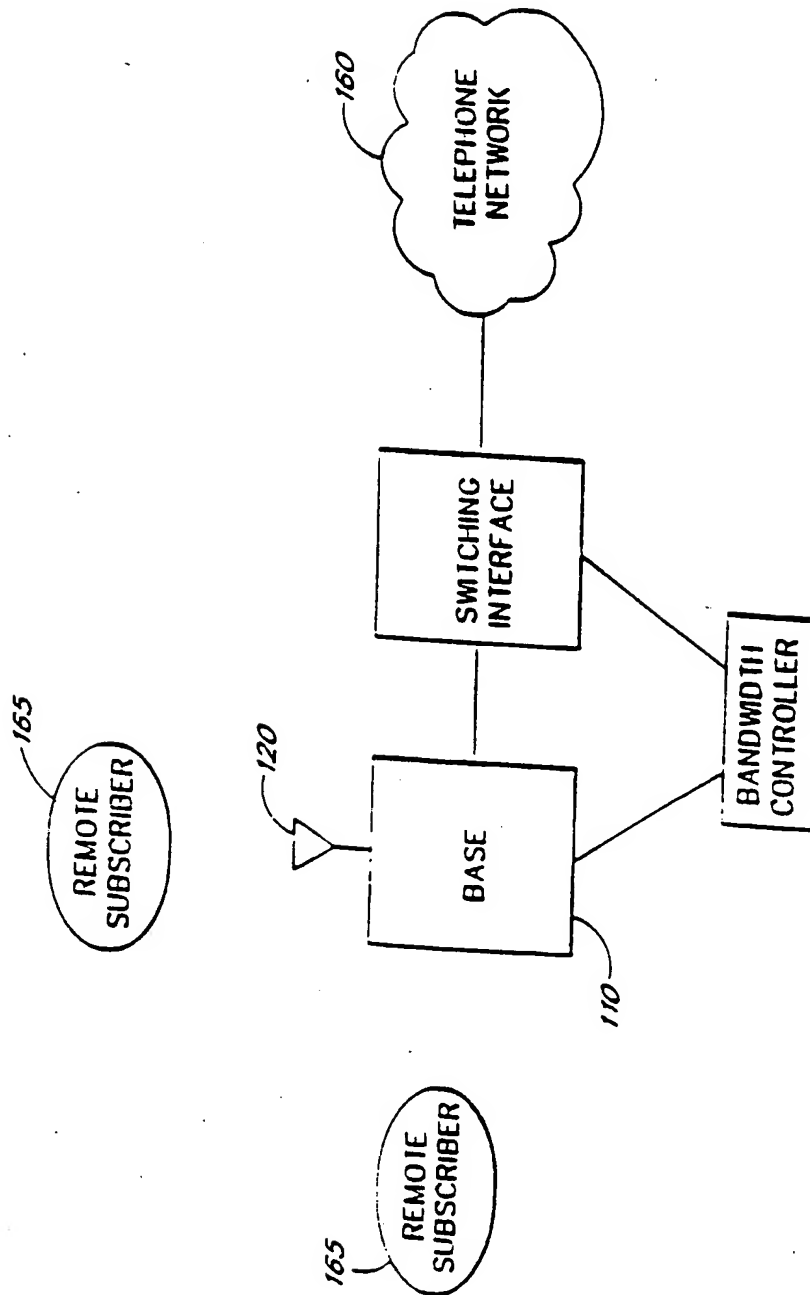 165
REMOTE
SUBSCRIBER
165
REMOTE
SUBSCRIBER
120
BASE
110
SWITCHING
INTERFACE
BANDWIDTH
CONTROLLER
160
TELEPHONE
NETWORK